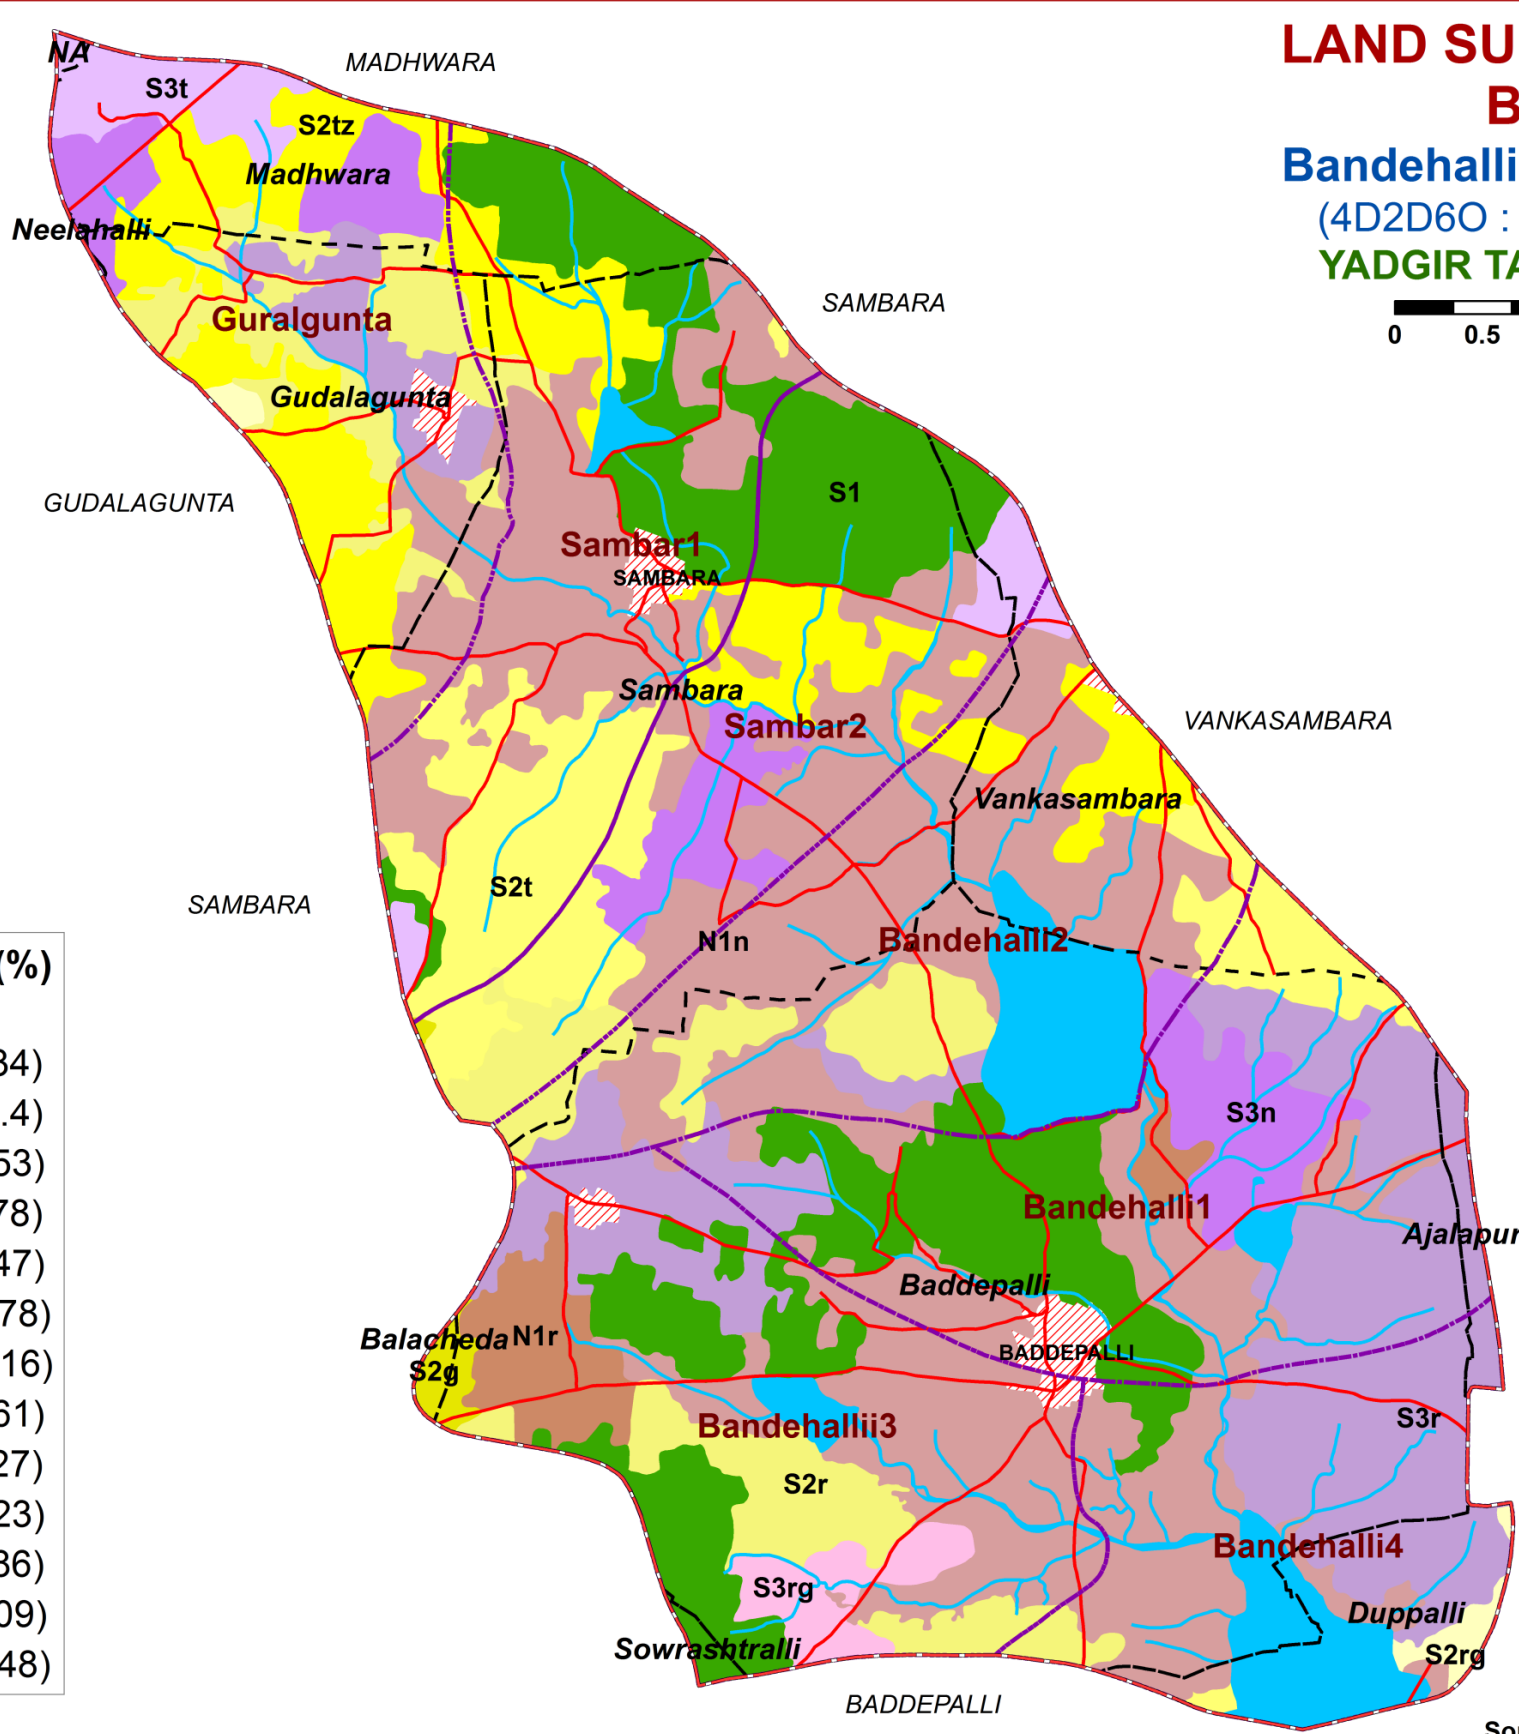 LAND SU
B
Bandehalli
(4D2D6O :
YADGIR TA
0 0.5
NA
MADHWARA
S3t
S2tz
Madhwara
Neelahalli
SAMBARA
Guralgunta
Gudalagunta
GUDALAGUNTA
S1
Sambar1
SAMBARA
Sambara
Sambar2
VANKASAMBARA
Vankasambara
S2t
SAMBARA
N1n
Bandehalli2
(%)
34)
.4)
53)
78)
47)
78)
16)
61)
27)
23)
36)
09)
48)
S3n
Bandehalli1
Ajalapur
Baddepalli
Balacheda
N1r
BADDEPALLI
S2g
S3r
Bandehallii3
S2r
Bandehalli4
S3rg
Duppalli
Sowrashtralli
S2rg
BADDEPALLI
Sou